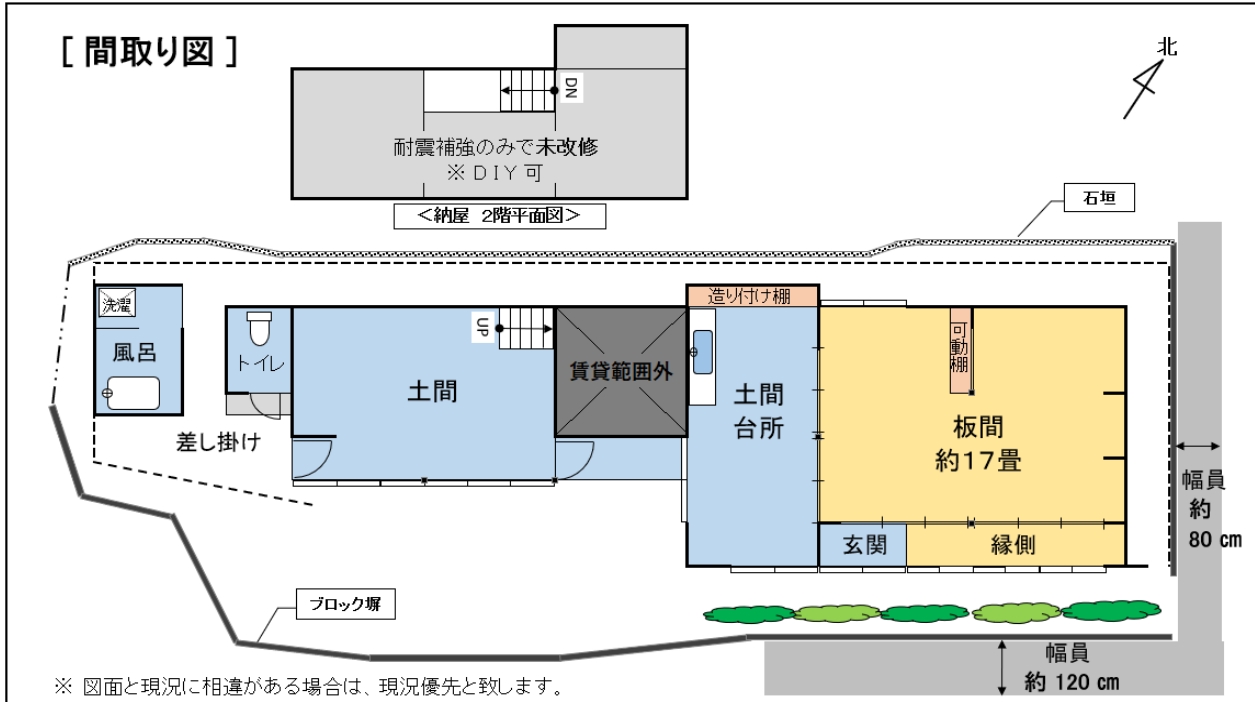 [ 間取り図 ]
北
DN
耐震補強のみで未改修
※ DIY 可
＜納屋 2階平面図＞
石垣
洗濯
風呂
トイレ
UP
土間
賃貸範囲外
造り付け棚
土間
台所
可動棚
板間
約17畳
差し掛け
玄関
縁側
幅員
約
80 cm
ブロック塀
幅員
約 120 cm
※ 図面と現況に相違がある場合は、現況優先と致します。